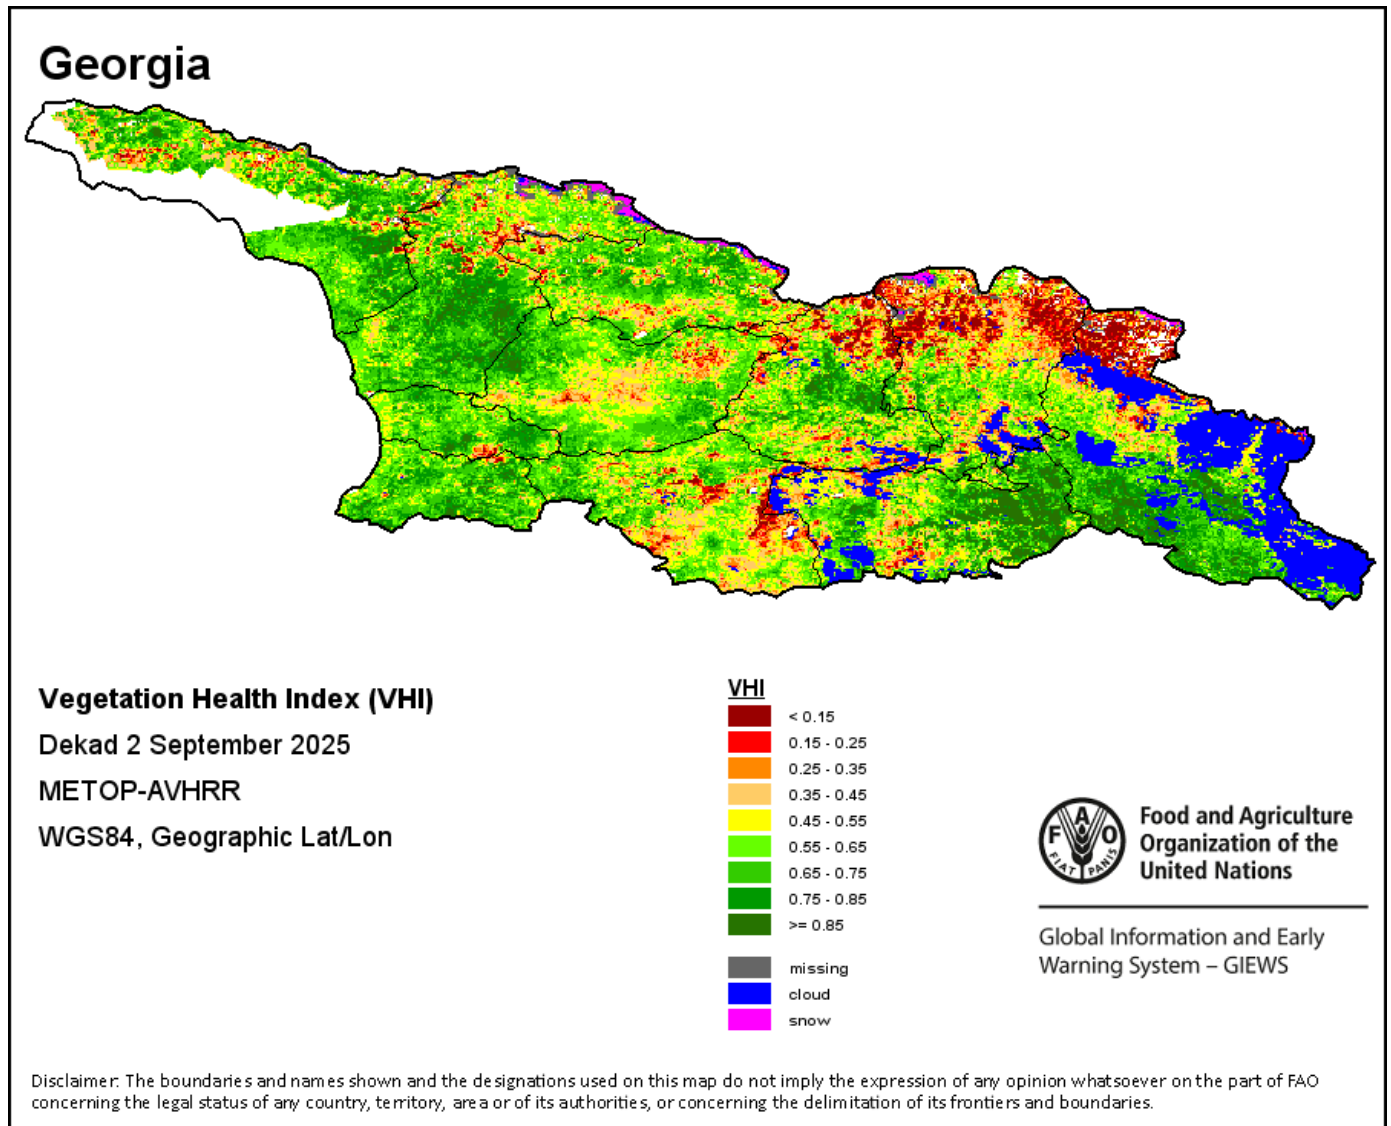 Georgia
Vegetation Health Index (VHI)
Dekad 2 September 2025
METOP-AVHRR
WGS84, Geographic Lat/Lon
VHI
< 0.15
0.15 - 0.25
0.25 - 0.35
0.35 - 0.45
0.45 - 0.55
0.55 - 0.65
0.65 - 0.75
0.75 - 0.85
>= 0.85
missing
cloud
snow
F A O
FIAT PANIS
Food and Agriculture
Organization of the
United Nations
Global Information and Early
Warning System – GIEWS
Disclaimer: The boundaries and names shown and the designations used on this map do not imply the expression of any opinion whatsoever on the part of FAO
concerning the legal status of any country, territory, area or of its authorities, or concerning the delimitation of its frontiers and boundaries.